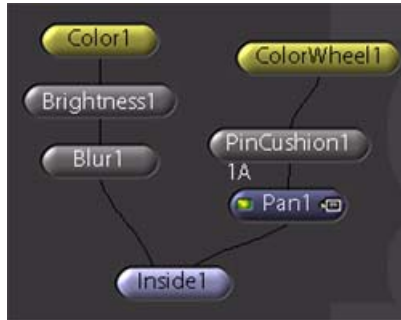 Color1
ColorWheel1
Brightness1
PinCushion1
Blur1
1A
Pan1
Inside1